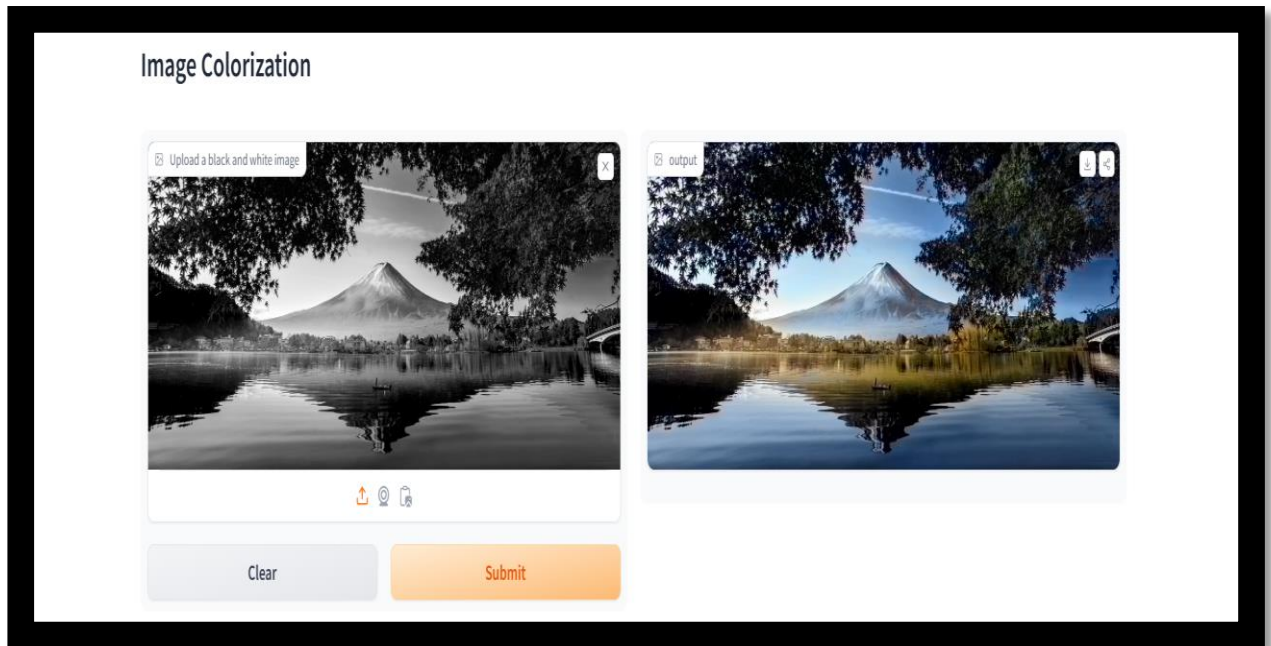 Image Colorization
Upload a black and white image
output
Clear
Submit